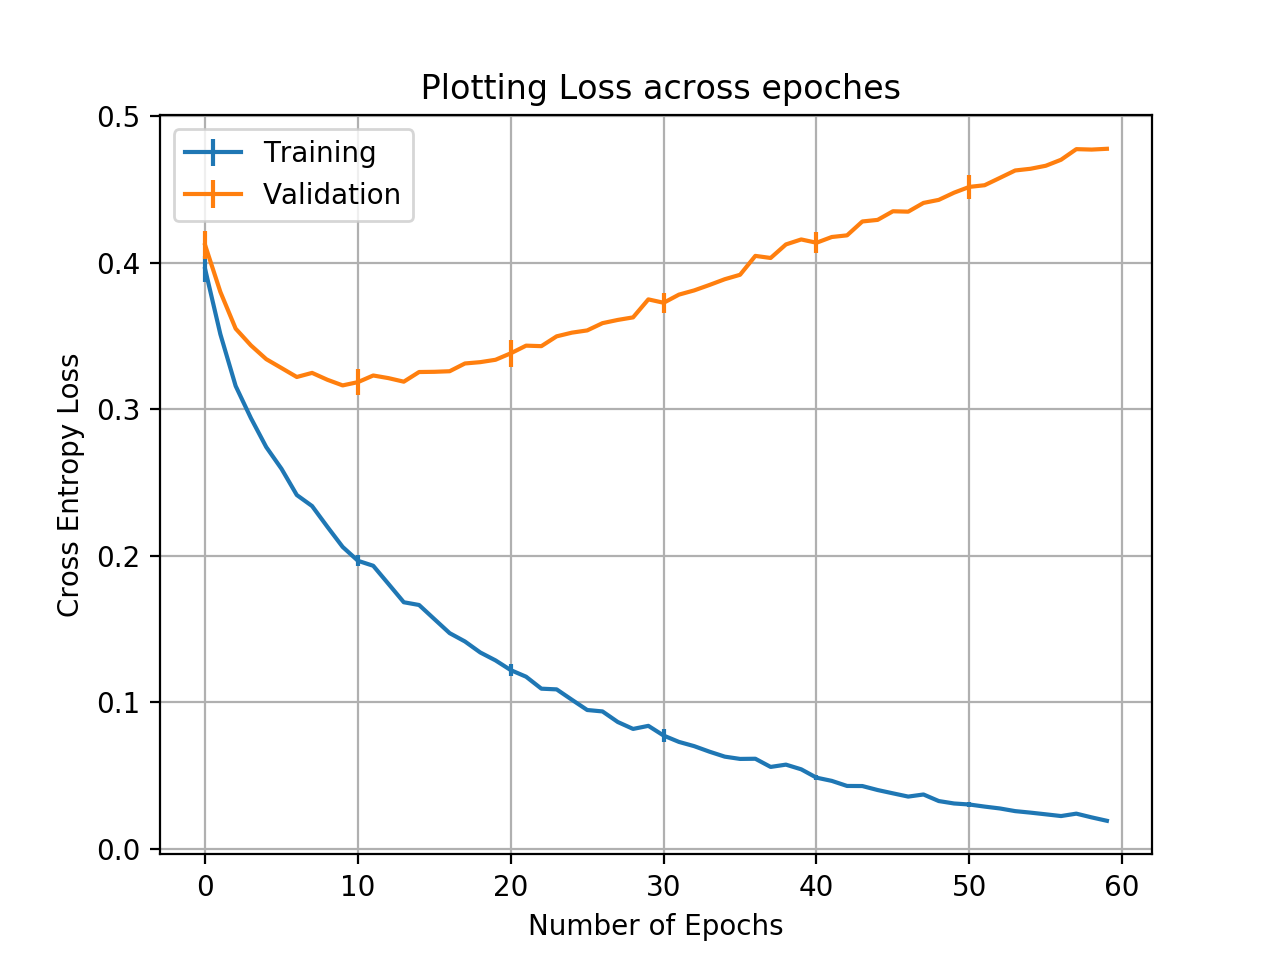 Plotting Loss across epoches
Training
Validation
Cross Entropy Loss
0.5
0.4
0.3
0.2
0.1
0.0
0 10 20 30 40 50 60
Number of Epochs